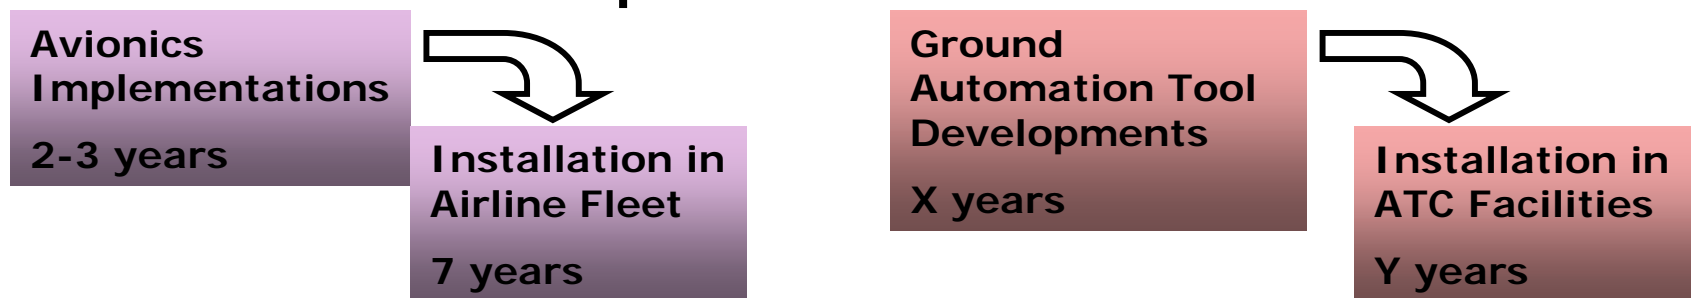 Avionics
Implementations
2-3 years
Installation in
Airline Fleet
7 years
Ground
Automation Tool
Developments
X years
Installation in
ATC Facilities
Y years